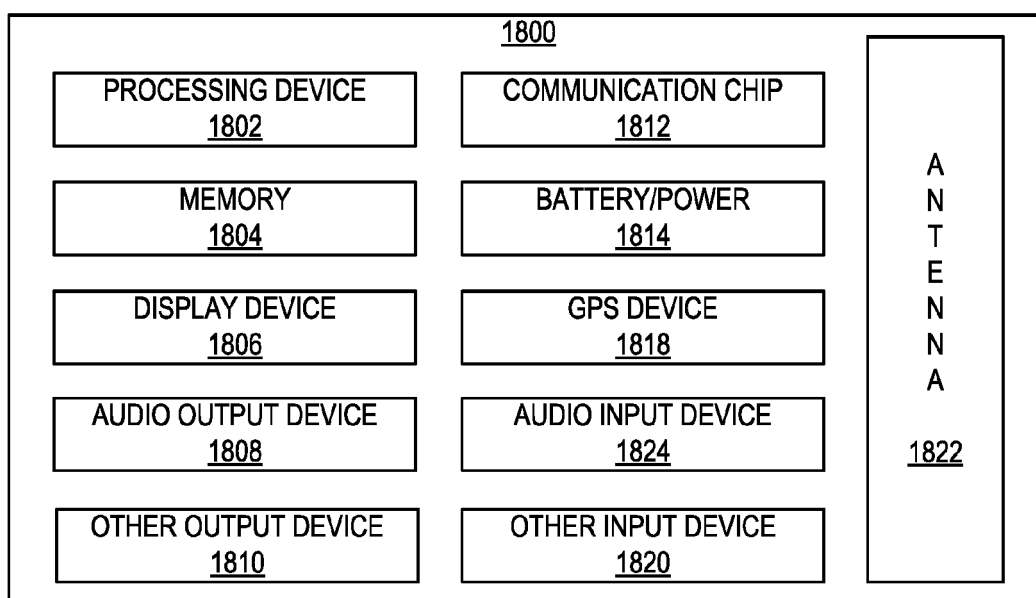 1800
PROCESSING DEVICE
1802
COMMUNICATION CHIP
1812
MEMORY
1804
BATTERY/POWER
1814
DISPLAY DEVICE
1806
GPS DEVICE
1818
AUDIO OUTPUT DEVICE
1808
AUDIO INPUT DEVICE
1824
OTHER OUTPUT DEVICE
1810
OTHER INPUT DEVICE
1820
ANTENNA
1822